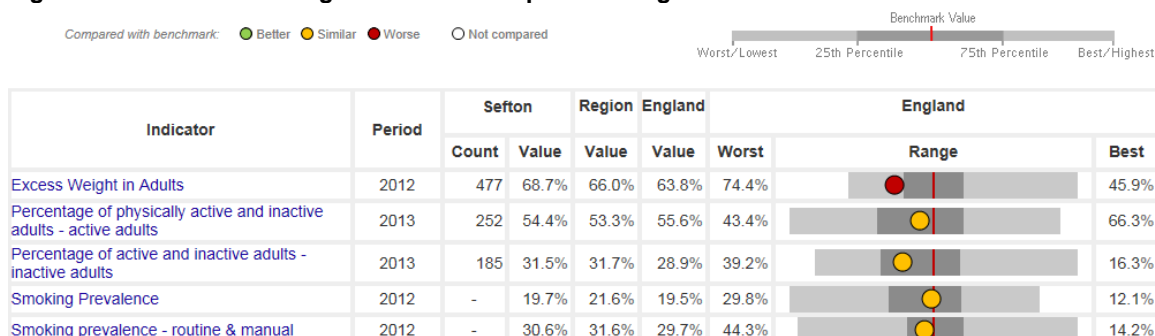 Compared with benchmark: Better Similar Worse Not compared
Benchmark Value
Worst/Lowest 25th Percentile 75th Percentile Best/Highest
Indicator Period Sefton Region England England
Count Value Value Value Worst Range Best
Excess Weight in Adults 2012 477 68.7% 66.0% 63.8% 74.4% 45.9%
Percentage of physically active and inactive
adults - active adults 2013 252 54.4% 53.3% 55.6% 43.4% 66.3%
Percentage of active and inactive adults -
inactive adults 2013 185 31.5% 31.7% 28.9% 39.2% 16.3%
Smoking Prevalence 2012 - 19.7% 21.6% 19.5% 29.8% 12.1%
Smoking prevalence - routine & manual 2012 - 30.6% 31.6% 29.7% 44.3% 14.2%